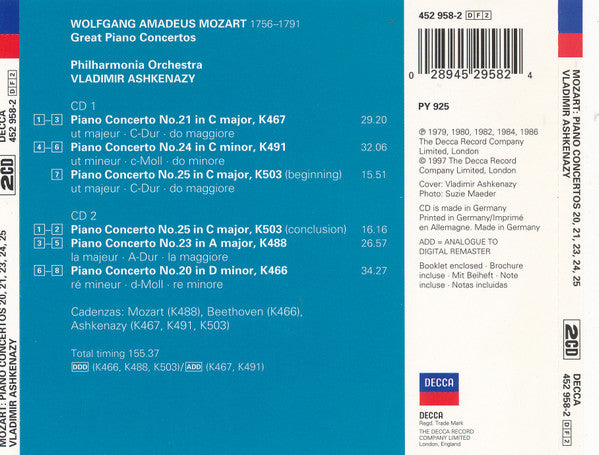 WOLFGANG AMADEUS MOZART 1756–1791
Great Piano Concertos
Philharmonia Orchestra
VLADIMIR ASHKENAZY
CD 1
1–3 Piano Concerto No.21 in C major, K467 29.20
ut majeur · C-Dur · do maggiore
4–6 Piano Concerto No.24 in C minor, K491 32.06
ut mineur · c-Moll · do minore
7 Piano Concerto No.25 in C major, K503 (beginning) 15.51
ut majeur · C-Dur · do maggiore
CD 2
1–2 Piano Concerto No.25 in C major, K503 (conclusion) 16.16
3–5 Piano Concerto No.23 in A major, K488 26.57
la majeur · A-Dur · la maggiore
6–8 Piano Concerto No.20 in D minor, K466 34.27
ré mineur · d-Moll · re minore
Cadenzas: Mozart (K488), Beethoven (K466),
Ashkenazy (K467, K491, K503)
Total timing 155.37
DDD (K466, K488, K503)/ADD (K467, K491)
452 958-2 DF2
0 28945 29582 4
PY 925
℗ 1979, 1980, 1982, 1984, 1986
The Decca Record Company
Limited, London
© 1997 The Decca Record
Company Limited, London
Cover: Vladimir Ashkenazy
Photo: Suzie Maeder
CD is made in Germany
Printed in Germany/Imprimé
en Allemagne. Made in Germany
ADD = ANALOGUE TO
DIGITAL REMASTER
Booklet enclosed · Brochure
incluse · Mit Beiheft · Note
incluse · Notas incluidas
DECCA
DECCA
Regd. Trade Mark
THE DECCA RECORD
COMPANY LIMITED
LONDON, ENGLAND
MOZART: PIANO CONCERTOS 20, 21, 23, 24, 25
VLADIMIR ASHKENAZY
2CD
DECCA
452 958-2 DF2
MOZART: PIANO CONCERTOS 20, 21, 23, 24, 25
VLADIMIR ASHKENAZY
2CD
DECCA
452 958-2 DF2